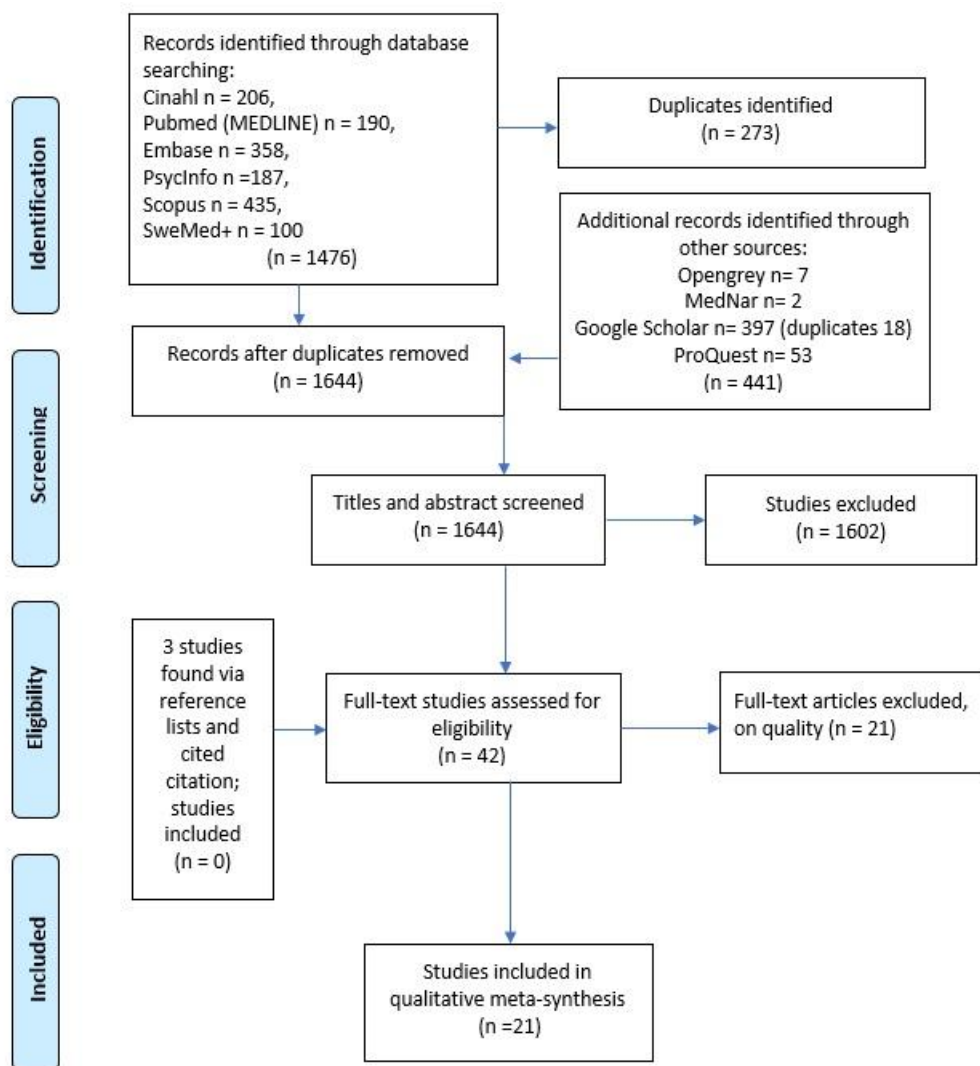 Identification
Records identified through database
searching:
Cinahl n = 206,
Pubmed (MEDLINE) n = 190,
Embase n = 358,
PsycInfo n =187,
Scopus n = 435,
SweMed+ n = 100
(n = 1476)
Duplicates identified
(n = 273)
Additional records identified through
other sources:
Opengrey n= 7
MedNar n= 2
Google Scholar n= 397 (duplicates 18)
ProQuest n= 53
(n = 441)
Screening
Records after duplicates removed
(n = 1644)
Titles and abstract screened
(n = 1644)
Studies excluded
(n = 1602)
Eligibility
3 studies
found via
reference
lists and
cited
citation;
studies
included
(n = 0)
Full-text studies assessed for
eligibility
(n = 42)
Full-text articles excluded,
on quality (n = 21)
Included
Studies included in
qualitative meta-synthesis
(n =21)